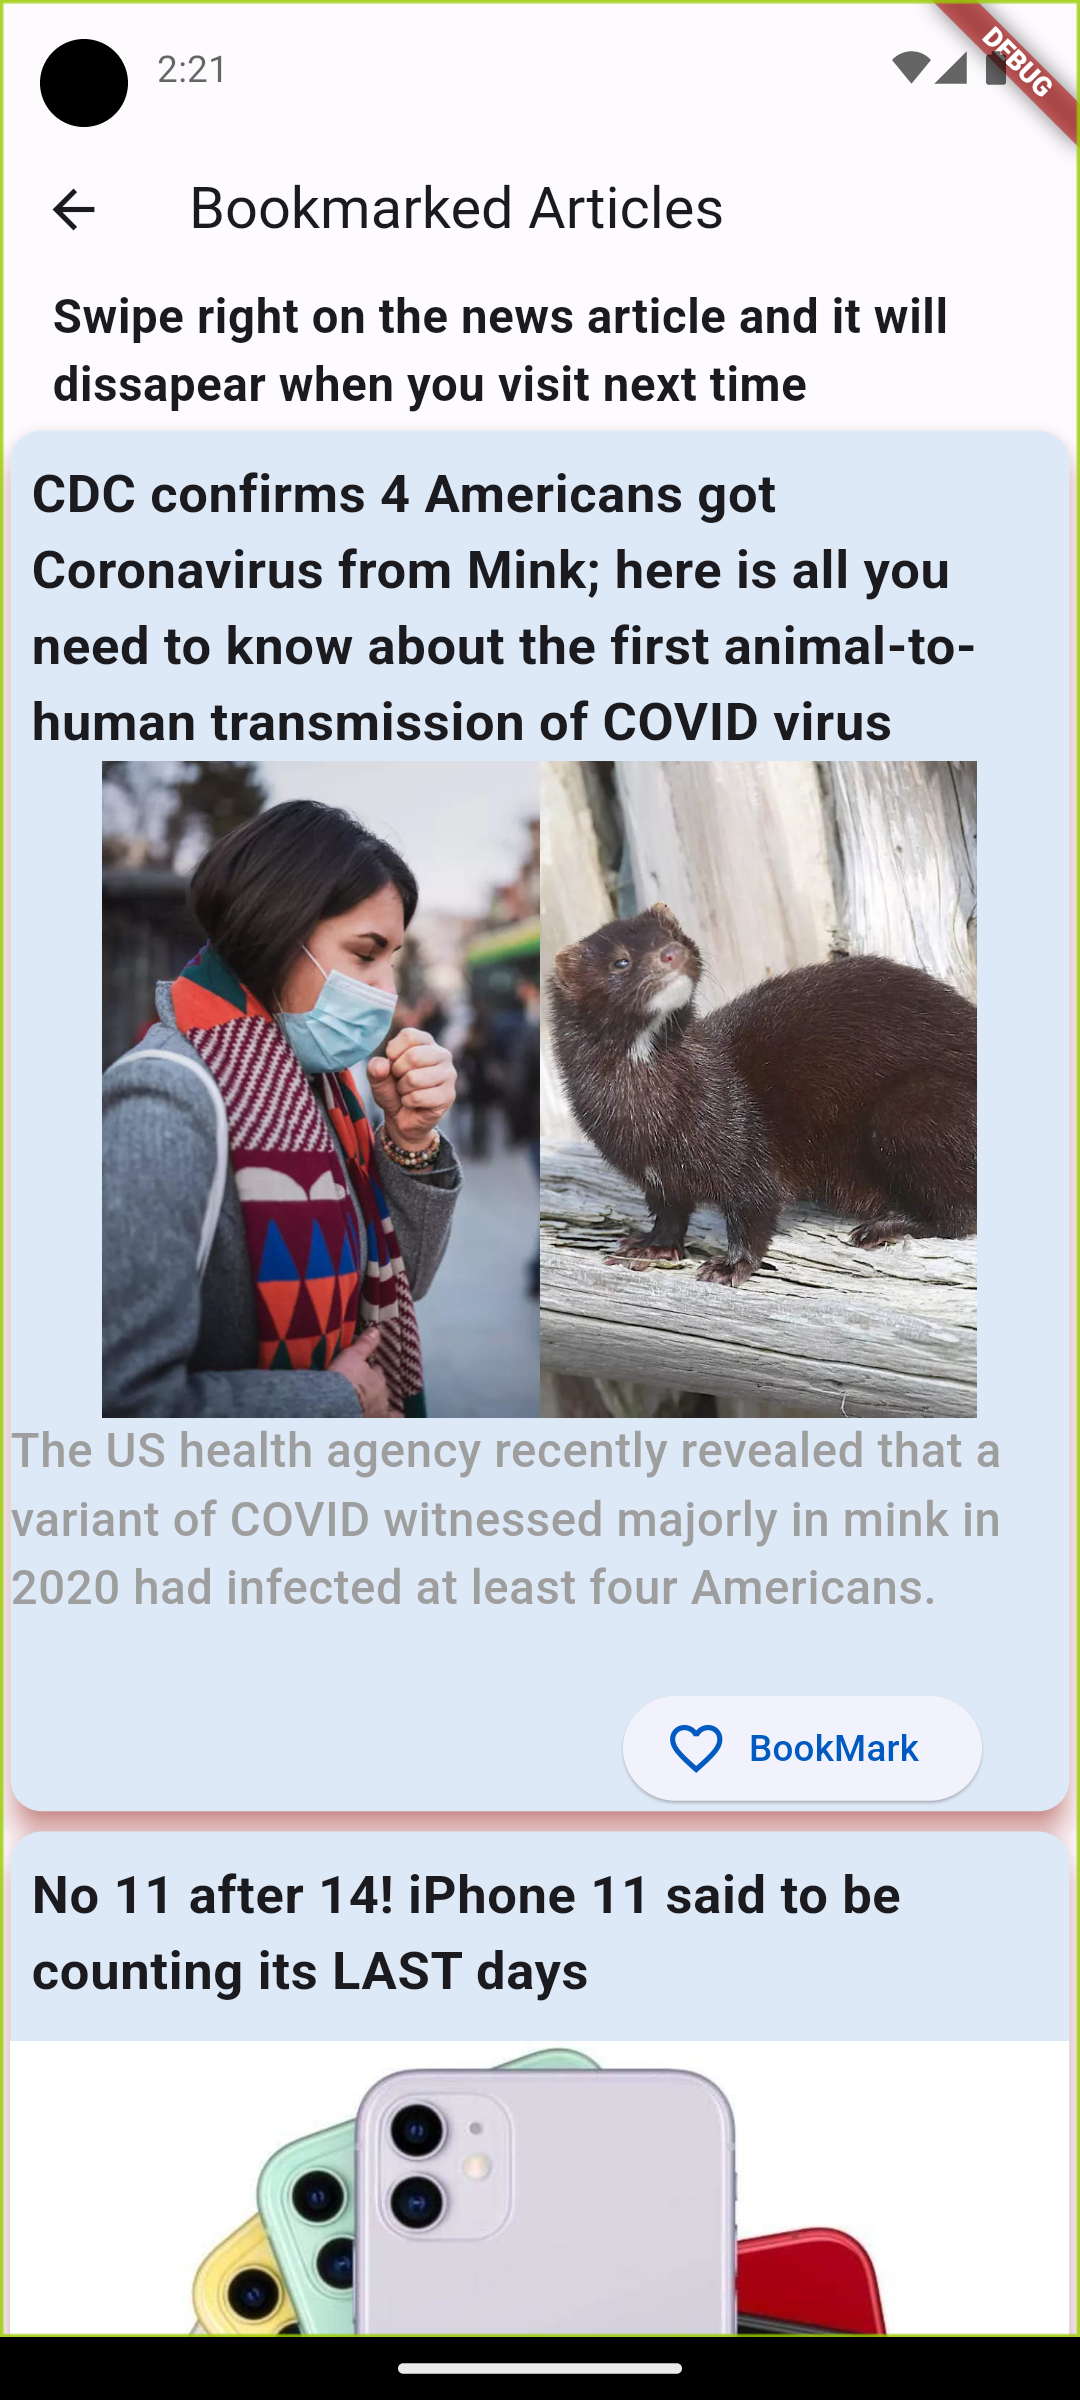 2:21
DEBUG
Bookmarked Articles
Swipe right on the news article and it will
dissapear when you visit next time
CDC confirms 4 Americans got
Coronavirus from Mink; here is all you
need to know about the first animal-to-
human transmission of COVID virus
The US health agency recently revealed that a
variant of COVID witnessed majorly in mink in
2020 had infected at least four Americans.
BookMark
No 11 after 14! iPhone 11 said to be
counting its LAST days